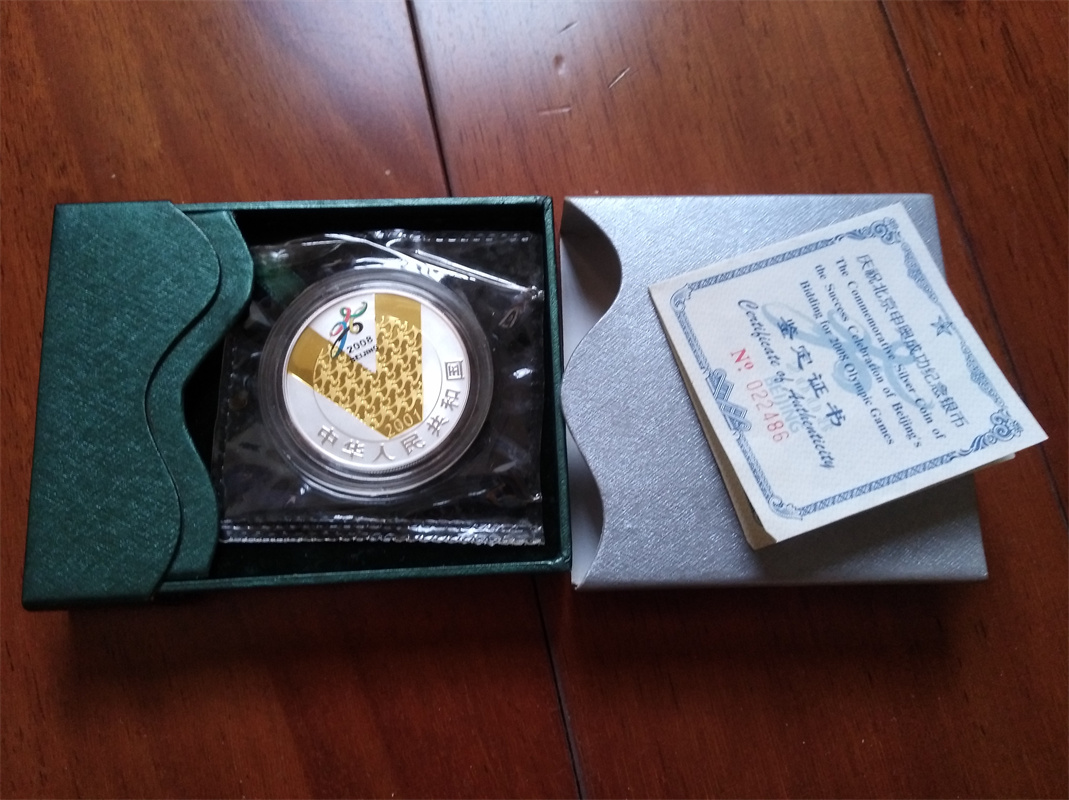 2008
BEIJING
2001
中华人民共和国
庆祝北京申奥成功纪念银币
The Commemorative Silver Coin of
the Success Celebration of Beijing's
Bidding for 2008 Olympic Games
鉴定证书
Certificate of Authenticity
No 022486